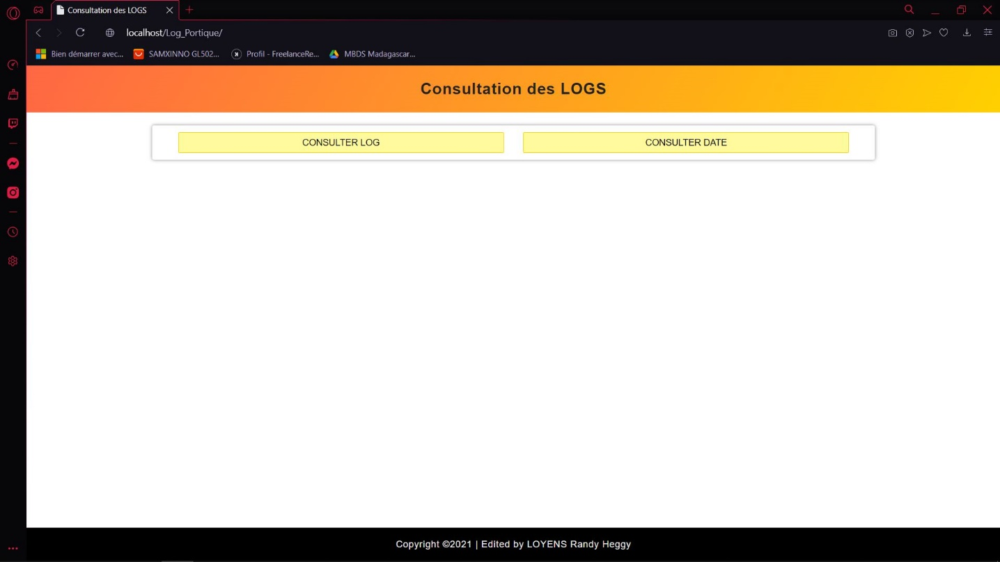 Consultation des LOGS
localhost/Log_Portique/
Bien démarrer avec... SAMXINNO GL502... Profil - FreelanceRe... MBDS Madagascar...
Consultation des LOGS
CONSULTER LOG CONSULTER DATE
Copyright ©2021 | Edited by LOYENS Randy Heggy